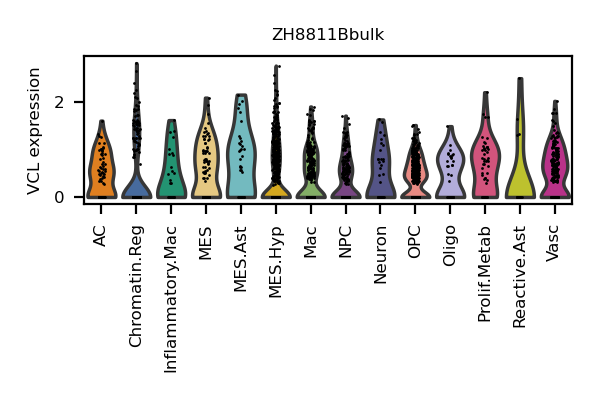 ZH8811Bbulk
VCL expression
2
0
AC
Chromatin.Reg
Inflammatory.Mac
MES
MES.Ast
MES.Hyp
Mac
NPC
Neuron
OPC
Oligo
Prolif.Metab
Reactive.Ast
Vasc